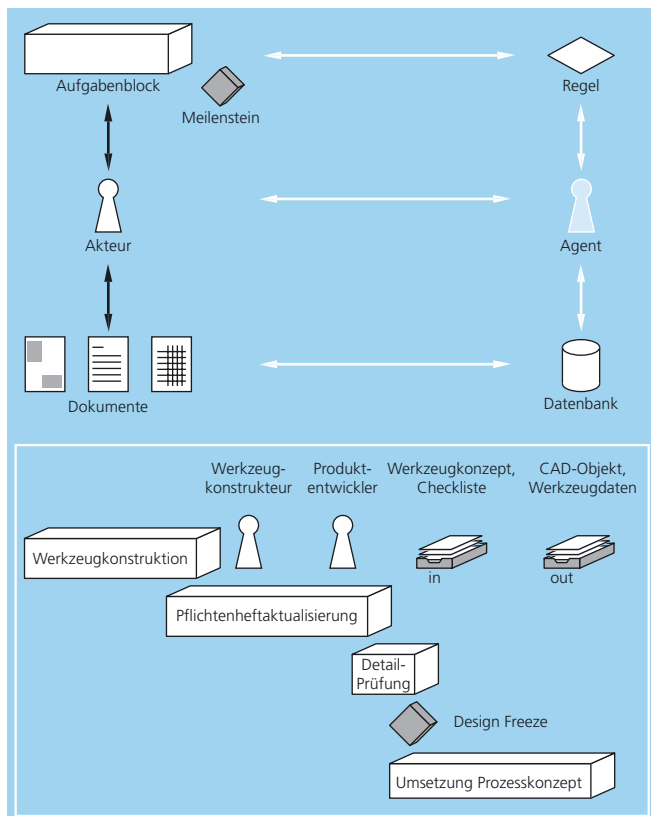 Aufgabenblock
Regel
Meilenstein
Akteur
Agent
Dokumente
Datenbank
Werkzeug-
konstrukteur
Produkt-
entwickler
Werkzeugkonzept,
Checkliste
CAD-Objekt,
Werkzeugdaten
Werkzeugkonstruktion
in
out
Pflichtenheftaktualisierung
Detail-
Prüfung
Design Freeze
Umsetzung Prozesskonzept